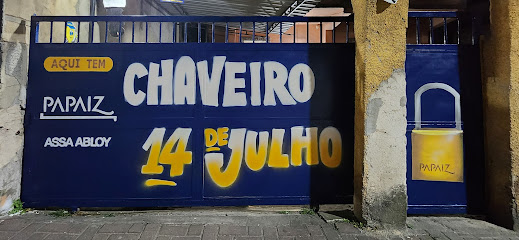 AQUI TEM
PAPAIZ
ASSA ABLOY
CHAVEIRO
14 DE JULHO
PAPAIZ